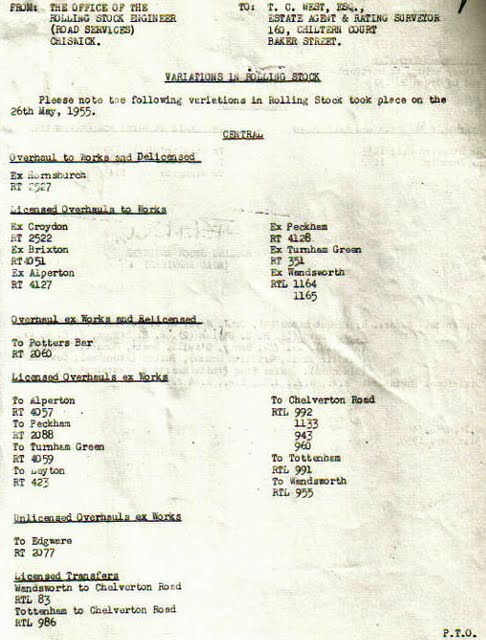 FROM: THE OFFICE OF THE
ROLLING STOCK ENGINEER
(ROAD SERVICES)
CHISWICK.
TO: T. C. WEST, ESQ.,
ESTATE AGENT & RATING SURVEYOR
160, CHILTERN COURT
BAKER STREET.
VARIATIONS IN ROLLING STOCK
Please note the following variations in Rolling Stock took place on the
26th May, 1955.
CENTRAL
Overhaul to Works and Delicensed
Ex Hornchurch
RT 2527
Licensed Overhauls to Works
Ex Croydon
RT 2522
Ex Brixton
RT4051
Ex Alperton
RT 4127
Ex Peckham
RT 4128
Ex Turnham Green
RT 351
Ex Wandsworth
RTL 1164
1165
Overhaul ex Works and Relicensed
To Potters Bar
RT 2060
Licensed Overhauls ex Works
To Alperton
RT 4057
To Peckham
RT 2088
To Turnham Green
RT 4059
To Leyton
RT 423
To Chelverton Road
RTL 992
1133
943
960
To Tottenham
RTL 991
To Wandsworth
RTL 955
Unlicensed Overhauls ex Works
To Edgware
RT 2077
Licensed Transfers
Wandsworth to Chelverton Road
RTL 83
Tottenham to Chelverton Road
RTL 986
P.T.O.